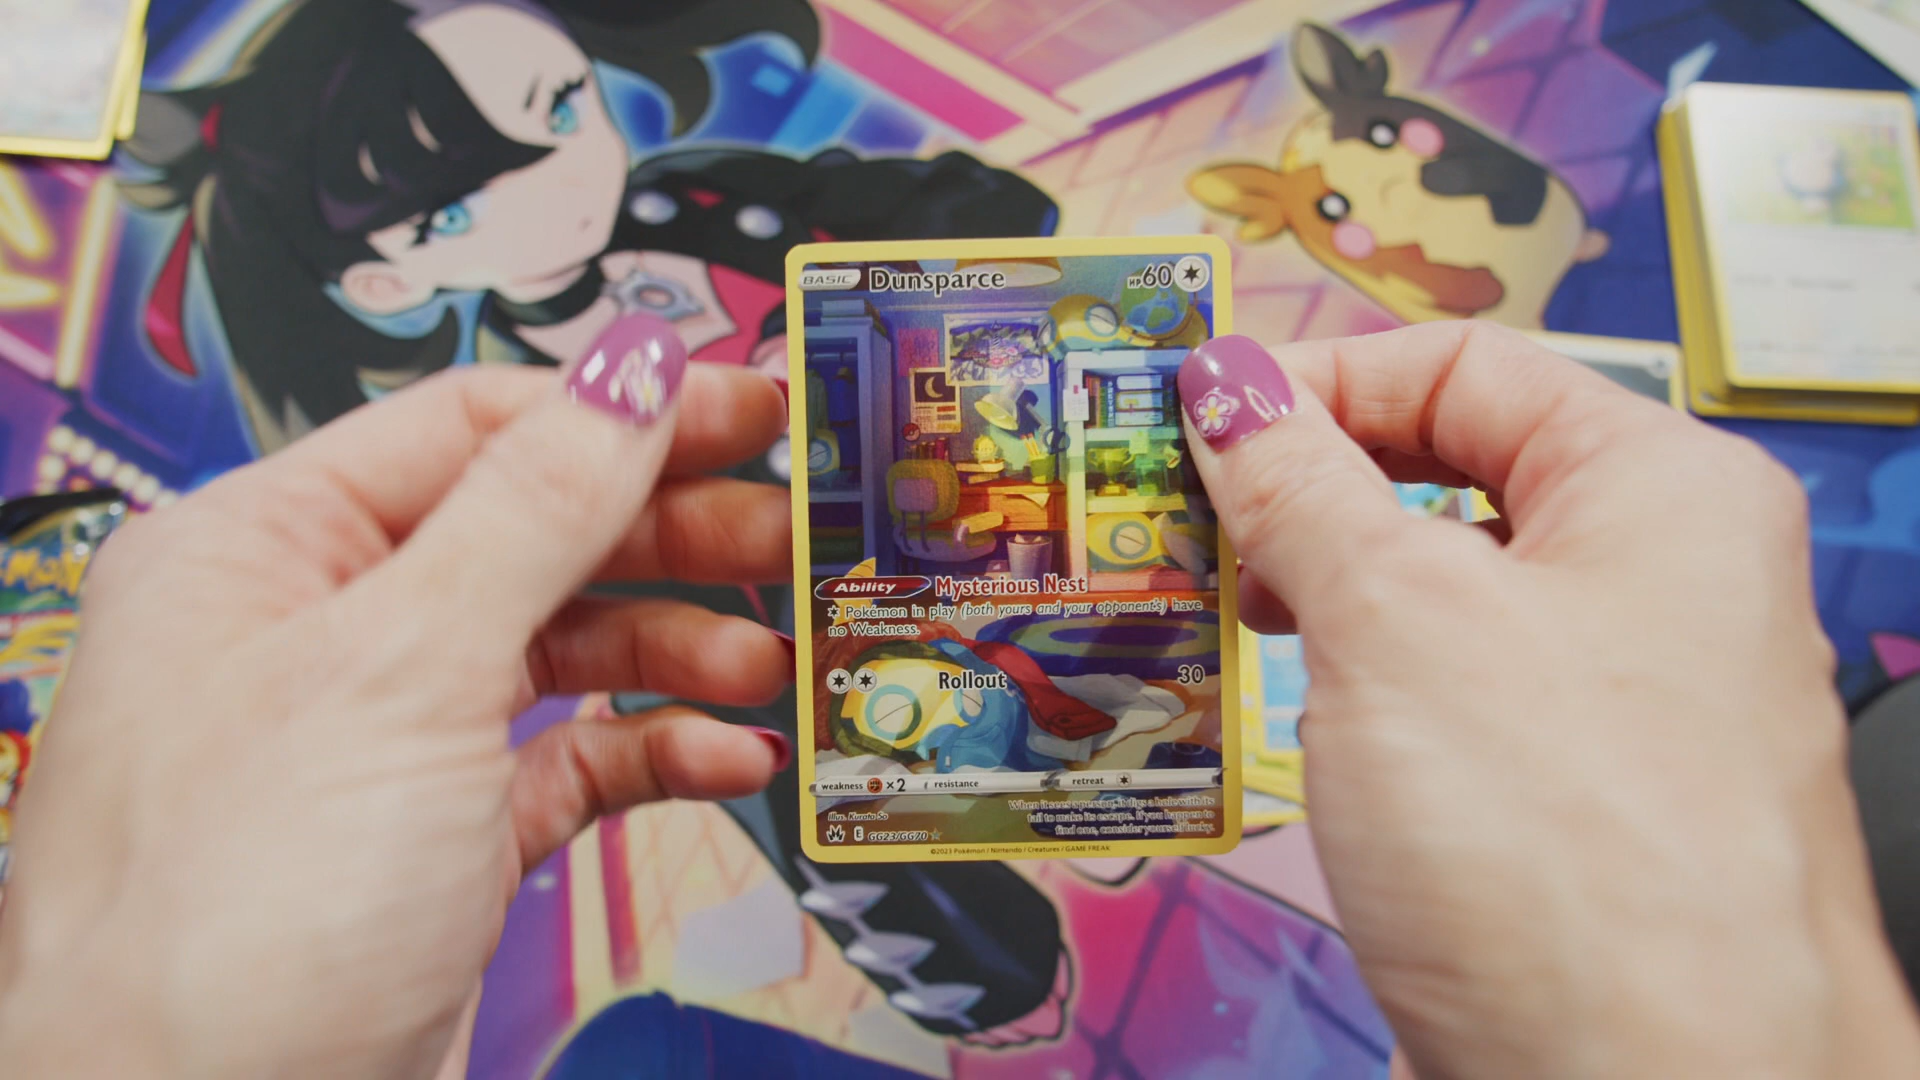 BASIC Dunsparce HP60
Ability Mysterious Nest
Pokémon in play (both yours and your opponent's) have
no Weakness.
Rollout 30
weakness ×2 resistance retreat
When it sees a person, it digs a hole with its
tail to make its escape. If you happen to
find one, consider yourself lucky.
Illus. Kurata So
E GG23/GG70
©2023 Pokémon / Nintendo / Creatures / GAME FREAK